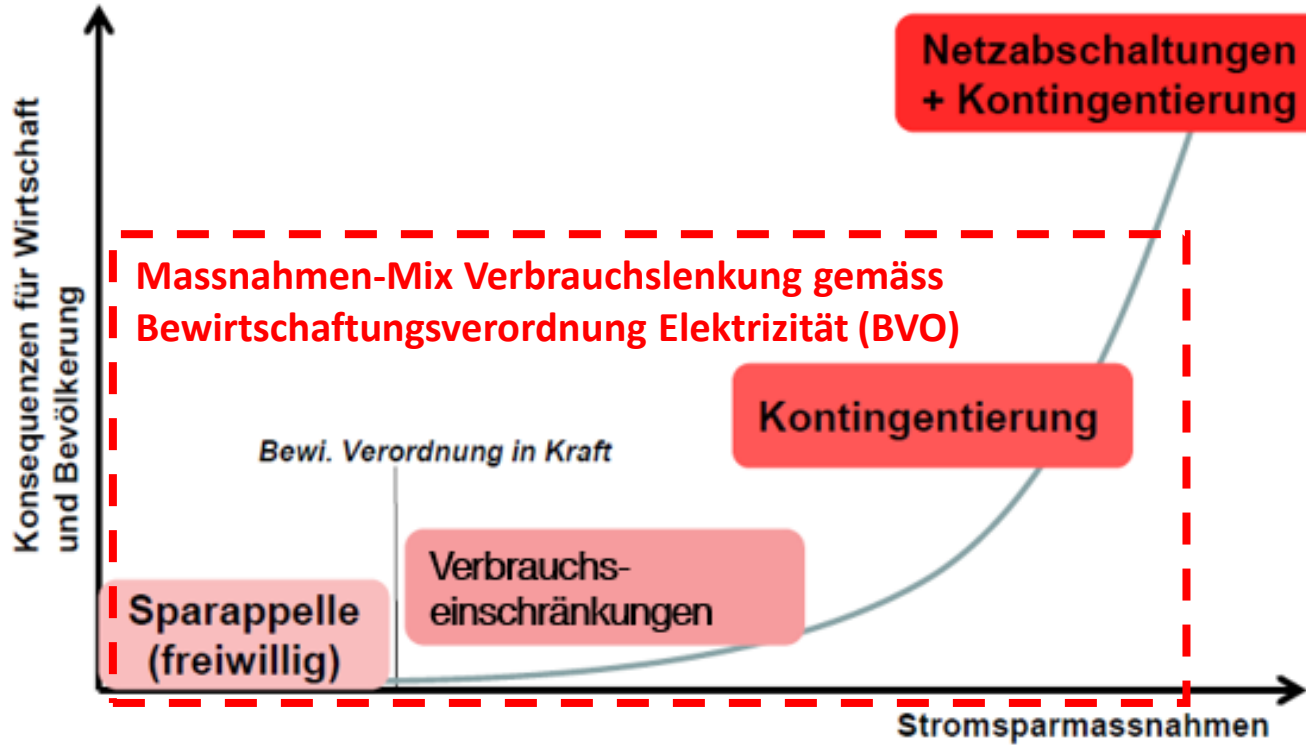 Konsequenzen für Wirtschaft
und Bevölkerung
Netzabschaltungen
+ Kontingentierung
Massnahmen-Mix Verbrauchslenkung gemäss
Bewirtschaftungsverordnung Elektrizität (BVO)
Kontingentierung
Bewi. Verordnung in Kraft
Verbrauchs-
einschränkungen
Sparappelle
(freiwillig)
Stromsparmassnahmen